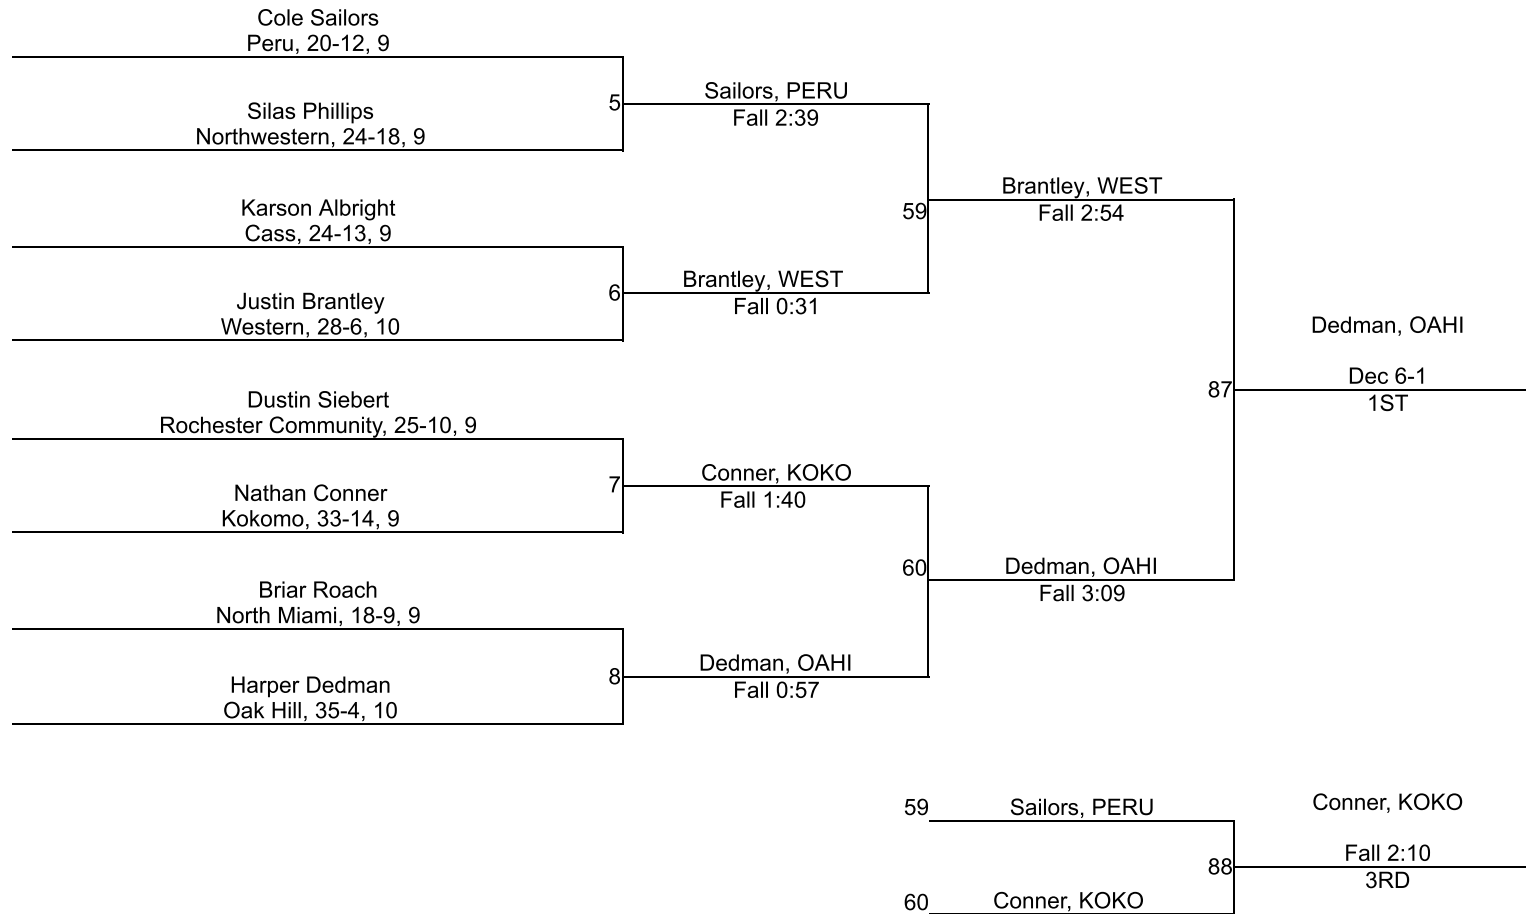 Cole Sailors
Peru, 20-12, 9
Silas Phillips
Northwestern, 24-18, 9
5
Sailors, PERU
Fall 2:39
Karson Albright
Cass, 24-13, 9
Justin Brantley
Western, 28-6, 10
6
Brantley, WEST
Fall 0:31
59
Brantley, WEST
Fall 2:54
Dustin Siebert
Rochester Community, 25-10, 9
Nathan Conner
Kokomo, 33-14, 9
7
Conner, KOKO
Fall 1:40
Briar Roach
North Miami, 18-9, 9
Harper Dedman
Oak Hill, 35-4, 10
8
Dedman, OAHI
Fall 0:57
60
Dedman, OAHI
Fall 3:09
87
Dedman, OAHI
Dec 6-1
1ST
59
Sailors, PERU
60
Conner, KOKO
88
Conner, KOKO
Fall 2:10
3RD